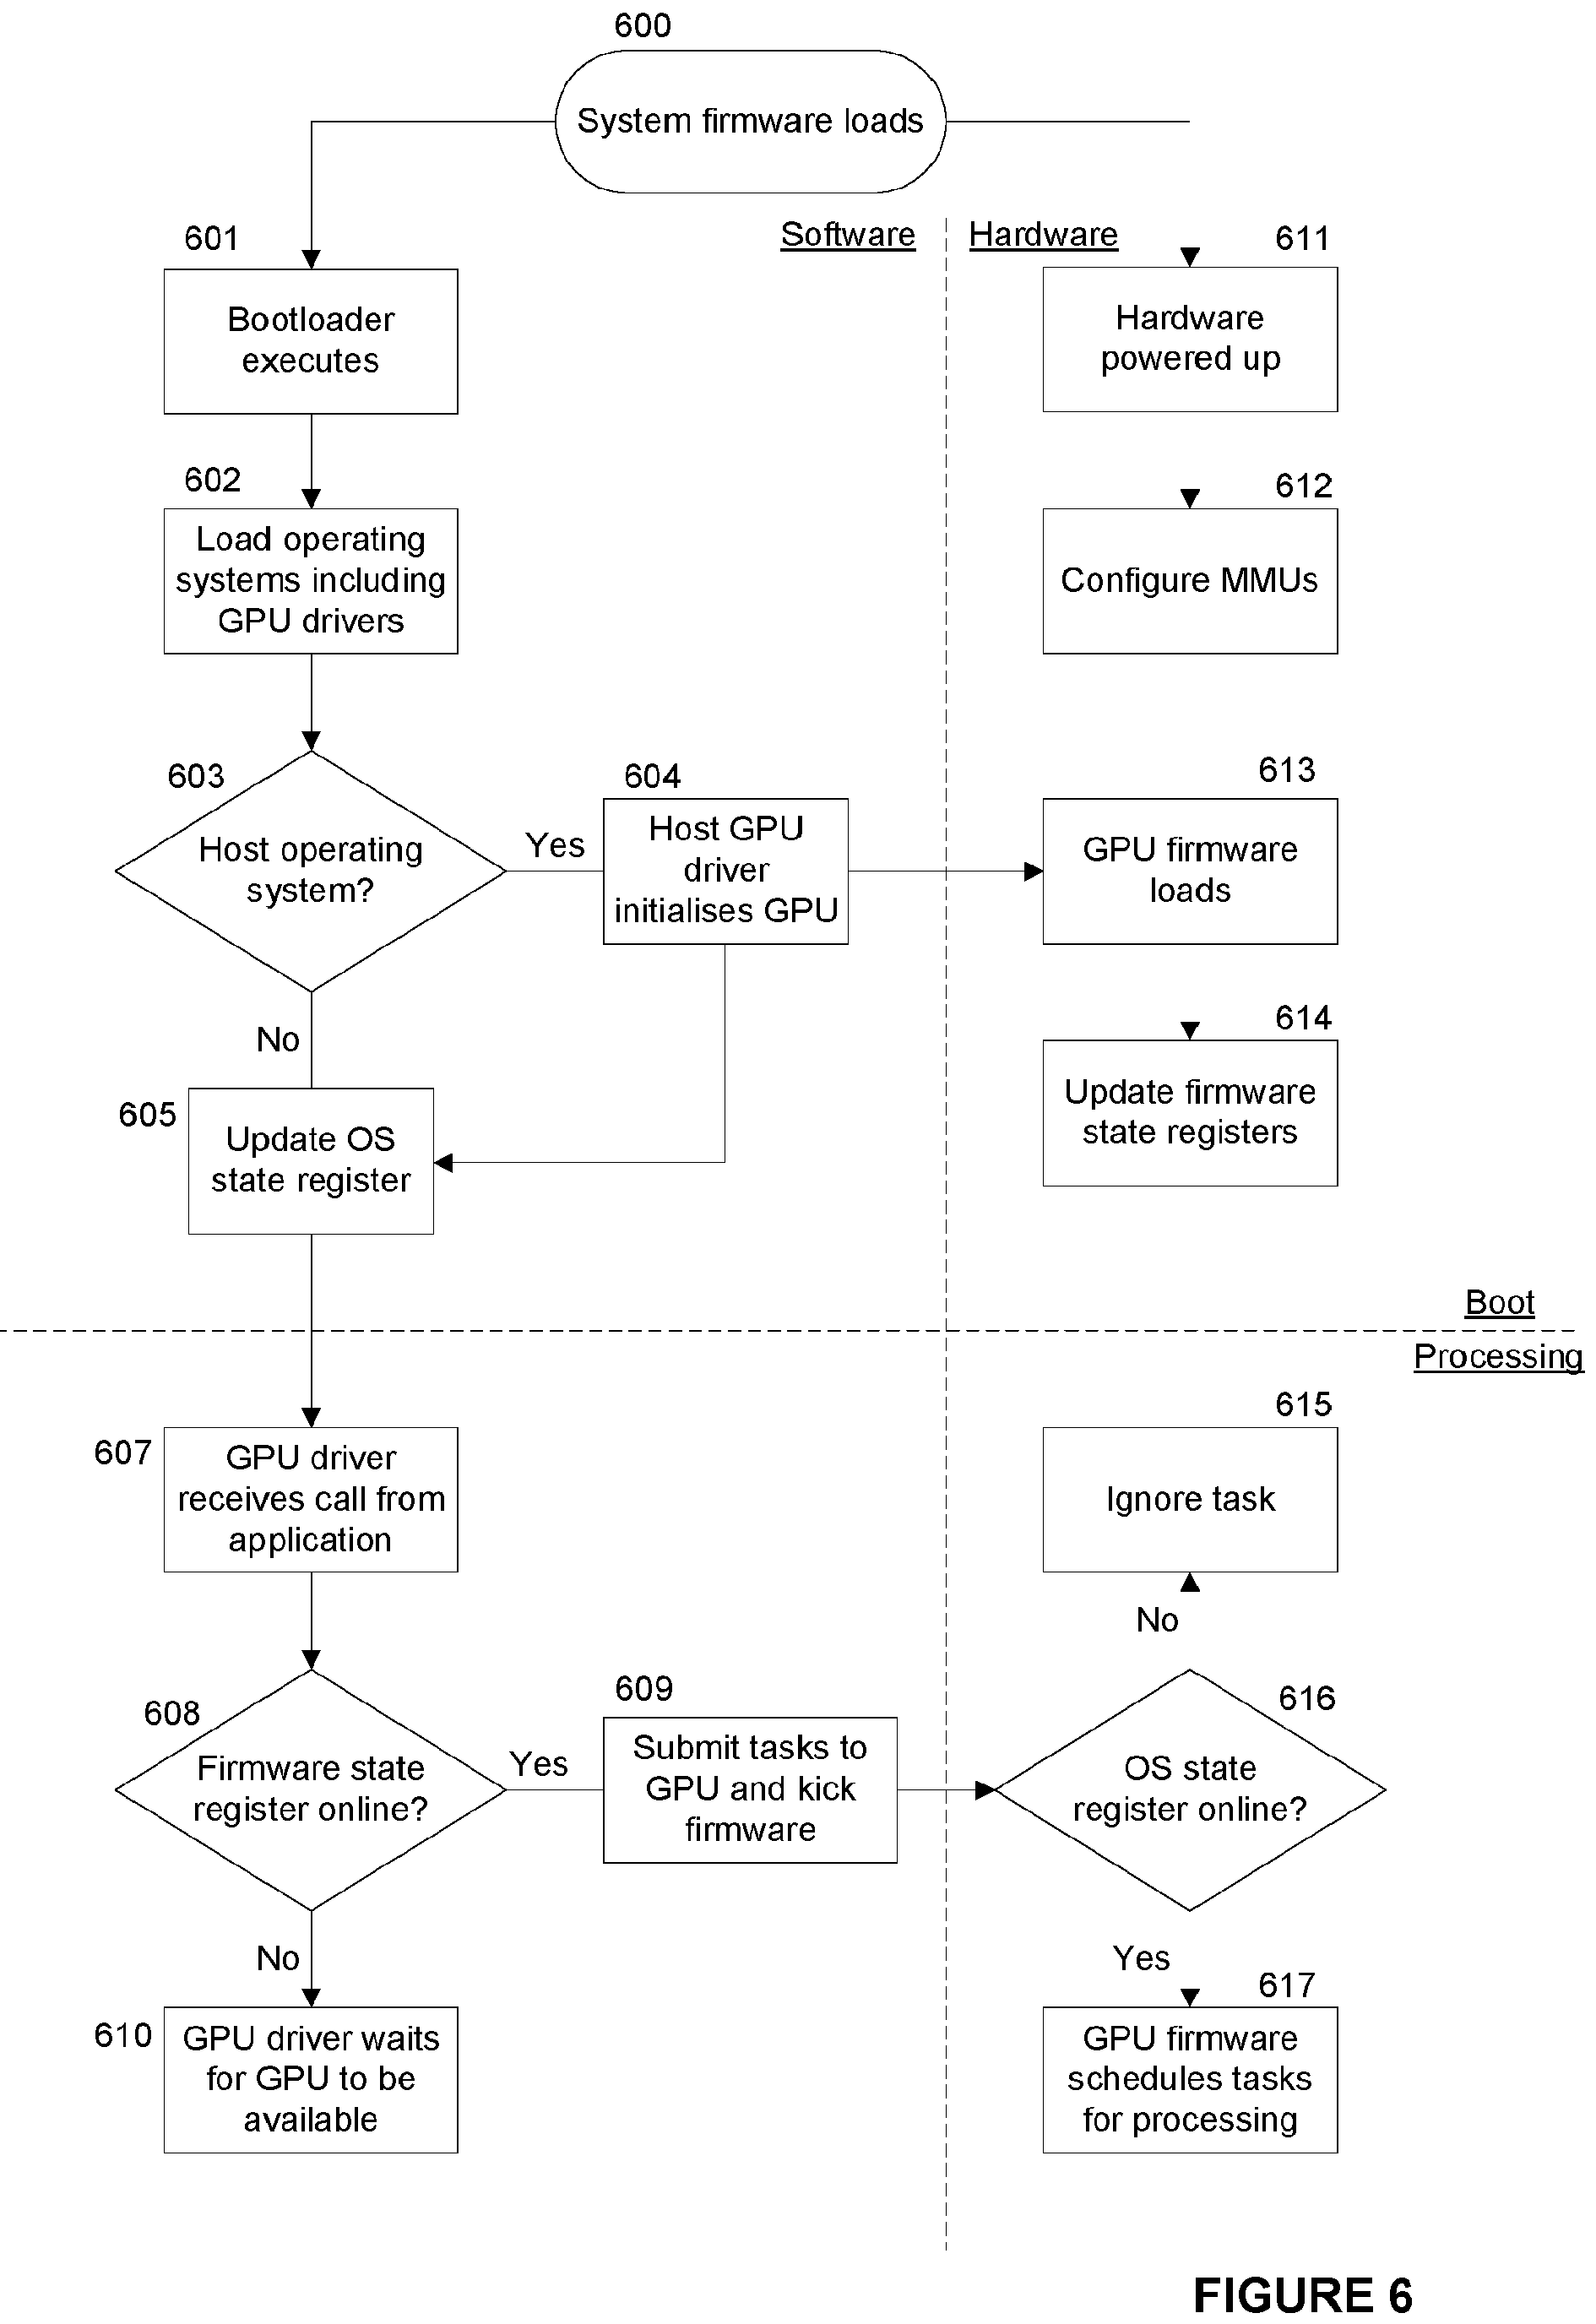 600
System firmware loads
Software
Hardware
601
Bootloader
executes
611
Hardware
powered up
602
Load operating
systems including
GPU drivers
612
Configure MMUs
603
Host operating
system?
Yes
No
604
Host GPU
driver
initialises GPU
613
GPU firmware
loads
605
Update OS
state register
614
Update firmware
state registers
Boot
Processing
607
GPU driver
receives call from
application
615
Ignore task
No
608
Firmware state
register online?
Yes
No
609
Submit tasks to
GPU and kick
firmware
616
OS state
register online?
Yes
610
GPU driver waits
for GPU to be
available
617
GPU firmware
schedules tasks
for processing
FIGURE 6